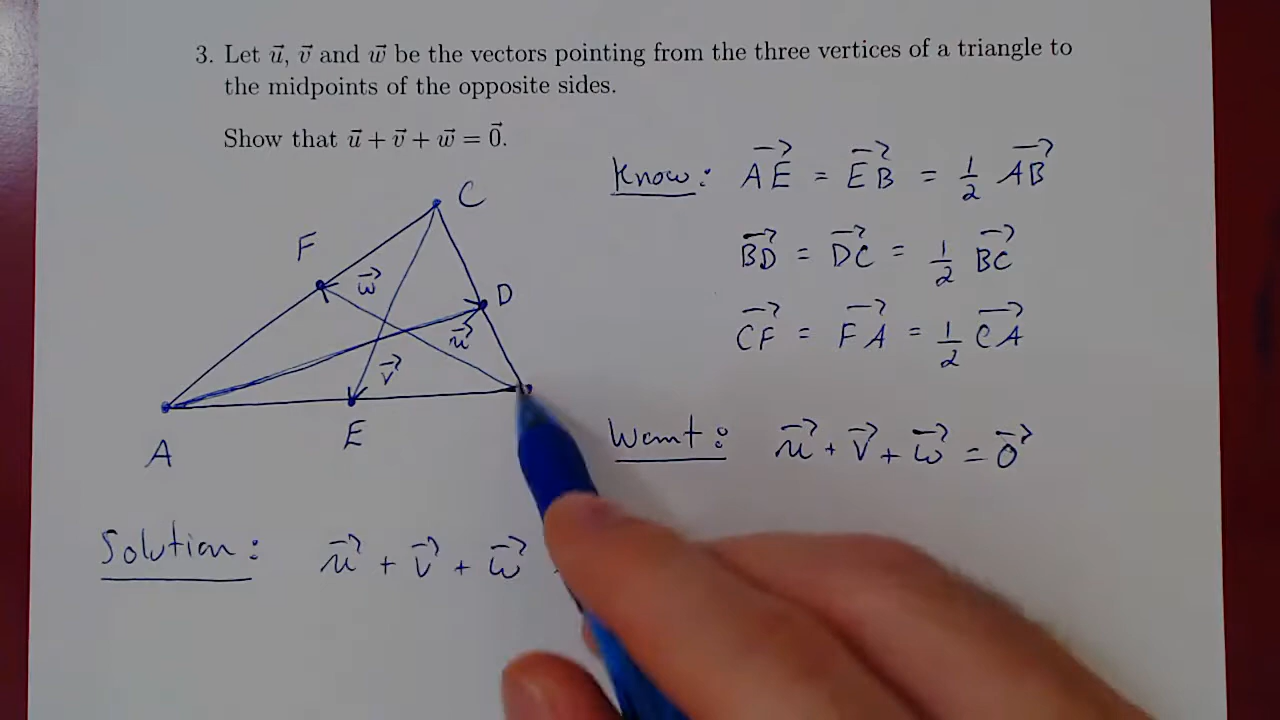 3. Let u⃗, v⃗ and w⃗ be the vectors pointing from the three vertices of a triangle to
the midpoints of the opposite sides.
Show that u⃗ + v⃗ + w⃗ = 0⃗.
Know: AE⃗ = EB⃗ = 1/2 AB⃗
BD⃗ = DC⃗ = 1/2 BC⃗
CF⃗ = FA⃗ = 1/2 CA⃗
C
F
w⃗
D
u⃗
v⃗
A
E
Want: u⃗ + v⃗ + w⃗ = 0⃗
Solution: u⃗ + v⃗ + w⃗